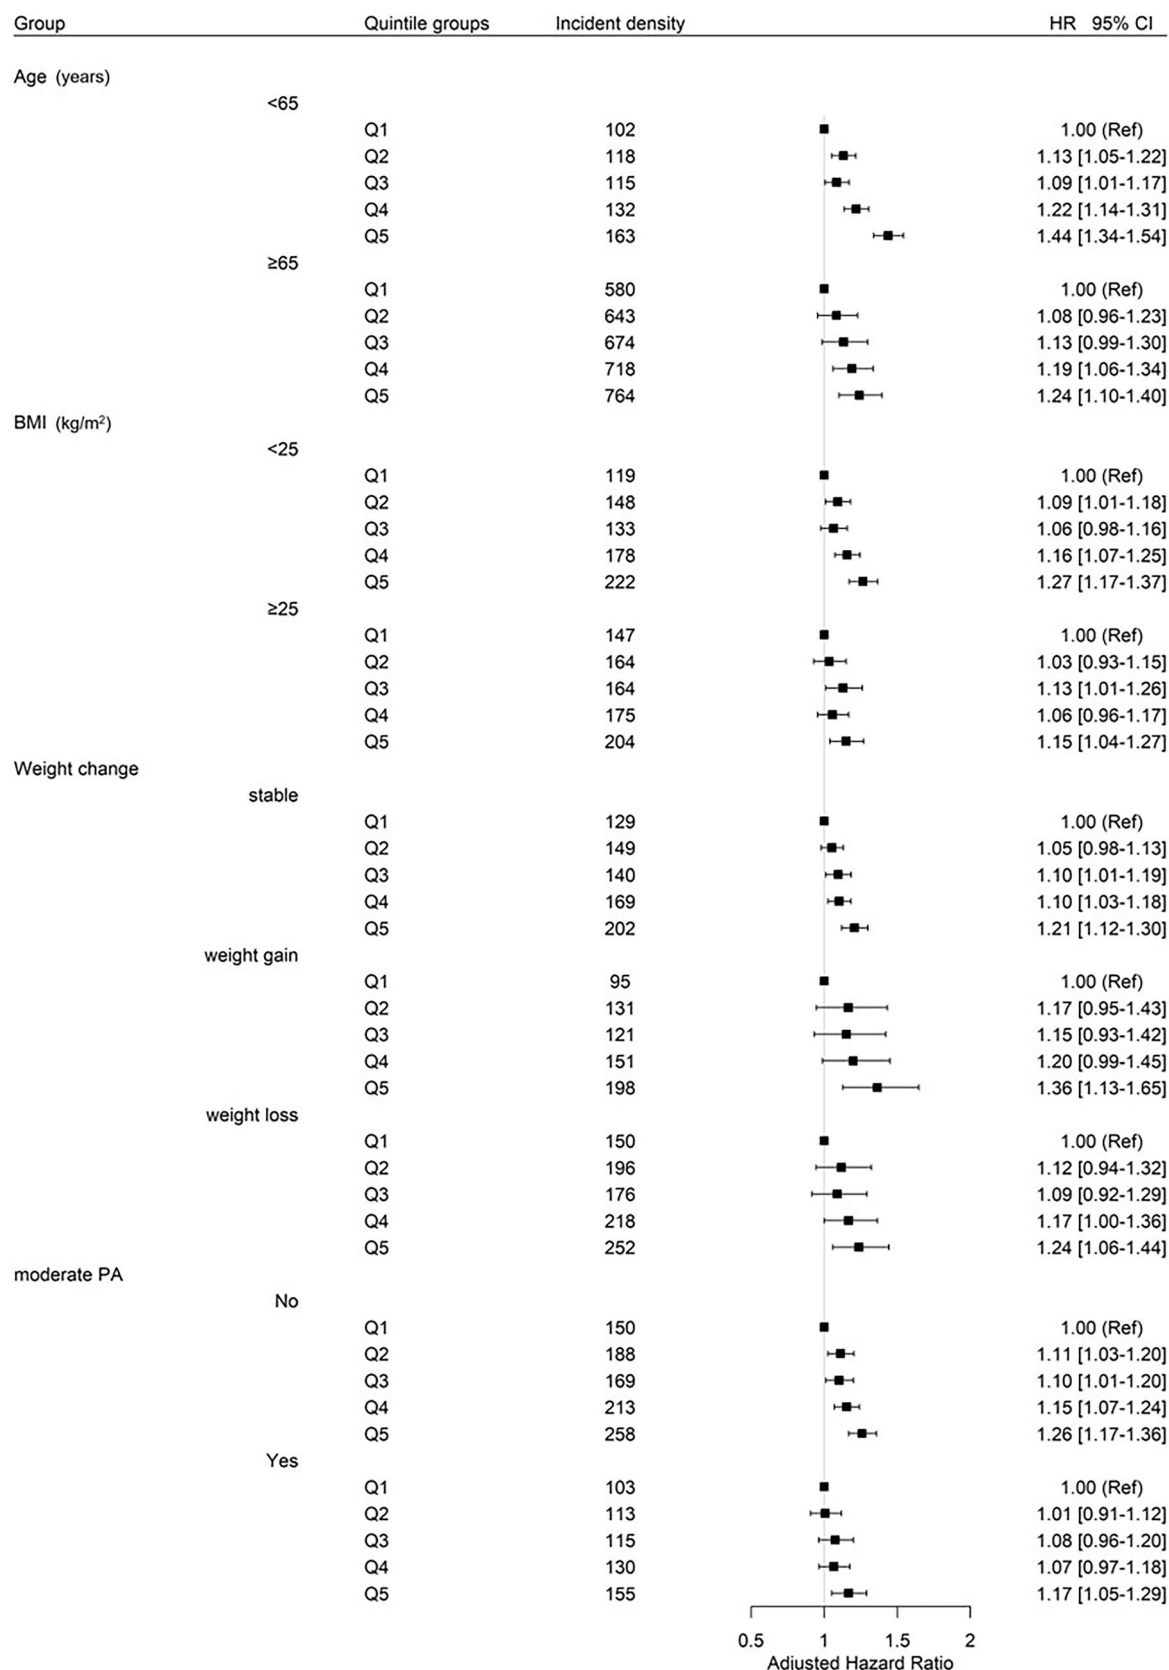 Group Quintile groups Incident density HR 95% CI
Age (years)
<65
Q1 102 1.00 (Ref)
Q2 118 1.13 [1.05-1.22]
Q3 115 1.09 [1.01-1.17]
Q4 132 1.22 [1.14-1.31]
Q5 163 1.44 [1.34-1.54]
≥65
Q1 580 1.00 (Ref)
Q2 643 1.08 [0.96-1.23]
Q3 674 1.13 [0.99-1.30]
Q4 718 1.19 [1.06-1.34]
Q5 764 1.24 [1.10-1.40]
BMI (kg/m²)
<25
Q1 119 1.00 (Ref)
Q2 148 1.09 [1.01-1.18]
Q3 133 1.06 [0.98-1.16]
Q4 178 1.16 [1.07-1.25]
Q5 222 1.27 [1.17-1.37]
≥25
Q1 147 1.00 (Ref)
Q2 164 1.03 [0.93-1.15]
Q3 164 1.13 [1.01-1.26]
Q4 175 1.06 [0.96-1.17]
Q5 204 1.15 [1.04-1.27]
Weight change
stable
Q1 129 1.00 (Ref)
Q2 149 1.05 [0.98-1.13]
Q3 140 1.10 [1.01-1.19]
Q4 169 1.10 [1.03-1.18]
Q5 202 1.21 [1.12-1.30]
weight gain
Q1 95 1.00 (Ref)
Q2 131 1.17 [0.95-1.43]
Q3 121 1.15 [0.93-1.42]
Q4 151 1.20 [0.99-1.45]
Q5 198 1.36 [1.13-1.65]
weight loss
Q1 150 1.00 (Ref)
Q2 196 1.12 [0.94-1.32]
Q3 176 1.09 [0.92-1.29]
Q4 218 1.17 [1.00-1.36]
Q5 252 1.24 [1.06-1.44]
moderate PA
No
Q1 150 1.00 (Ref)
Q2 188 1.11 [1.03-1.20]
Q3 169 1.10 [1.01-1.20]
Q4 213 1.15 [1.07-1.24]
Q5 258 1.26 [1.17-1.36]
Yes
Q1 103 1.00 (Ref)
Q2 113 1.01 [0.91-1.12]
Q3 115 1.08 [0.96-1.20]
Q4 130 1.07 [0.97-1.18]
Q5 155 1.17 [1.05-1.29]
0.5 1 1.5 2
Adjusted Hazard Ratio